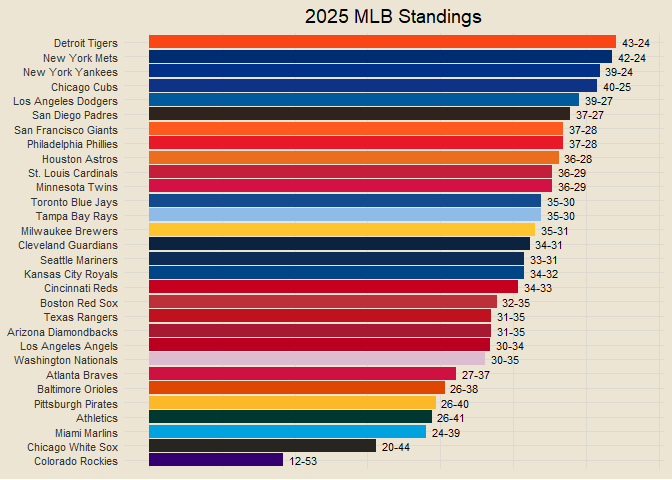 2025 MLB Standings
Detroit Tigers 43-24
New York Mets 42-24
New York Yankees 39-24
Chicago Cubs 40-25
Los Angeles Dodgers 39-27
San Diego Padres 37-27
San Francisco Giants 37-28
Philadelphia Phillies 37-28
Houston Astros 36-28
St. Louis Cardinals 36-29
Minnesota Twins 36-29
Toronto Blue Jays 35-30
Tampa Bay Rays 35-30
Milwaukee Brewers 35-31
Cleveland Guardians 34-31
Seattle Mariners 33-31
Kansas City Royals 34-32
Cincinnati Reds 34-33
Boston Red Sox 32-35
Texas Rangers 31-35
Arizona Diamondbacks 31-35
Los Angeles Angels 30-34
Washington Nationals 30-35
Atlanta Braves 27-37
Baltimore Orioles 26-38
Pittsburgh Pirates 26-40
Athletics 26-41
Miami Marlins 24-39
Chicago White Sox 20-44
Colorado Rockies 12-53